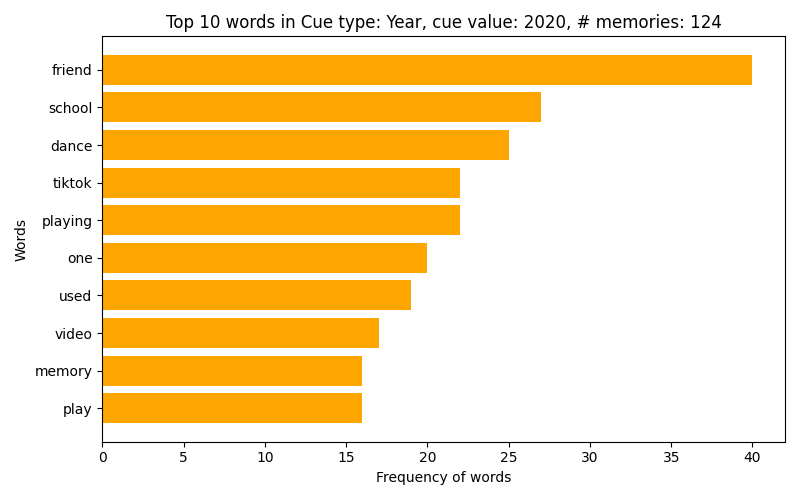 Top 10 words in Cue type: Year, cue value: 2020, # memories: 124
Words
friend
school
dance
tiktok
playing
one
used
video
memory
play
0 5 10 15 20 25 30 35 40
Frequency of words